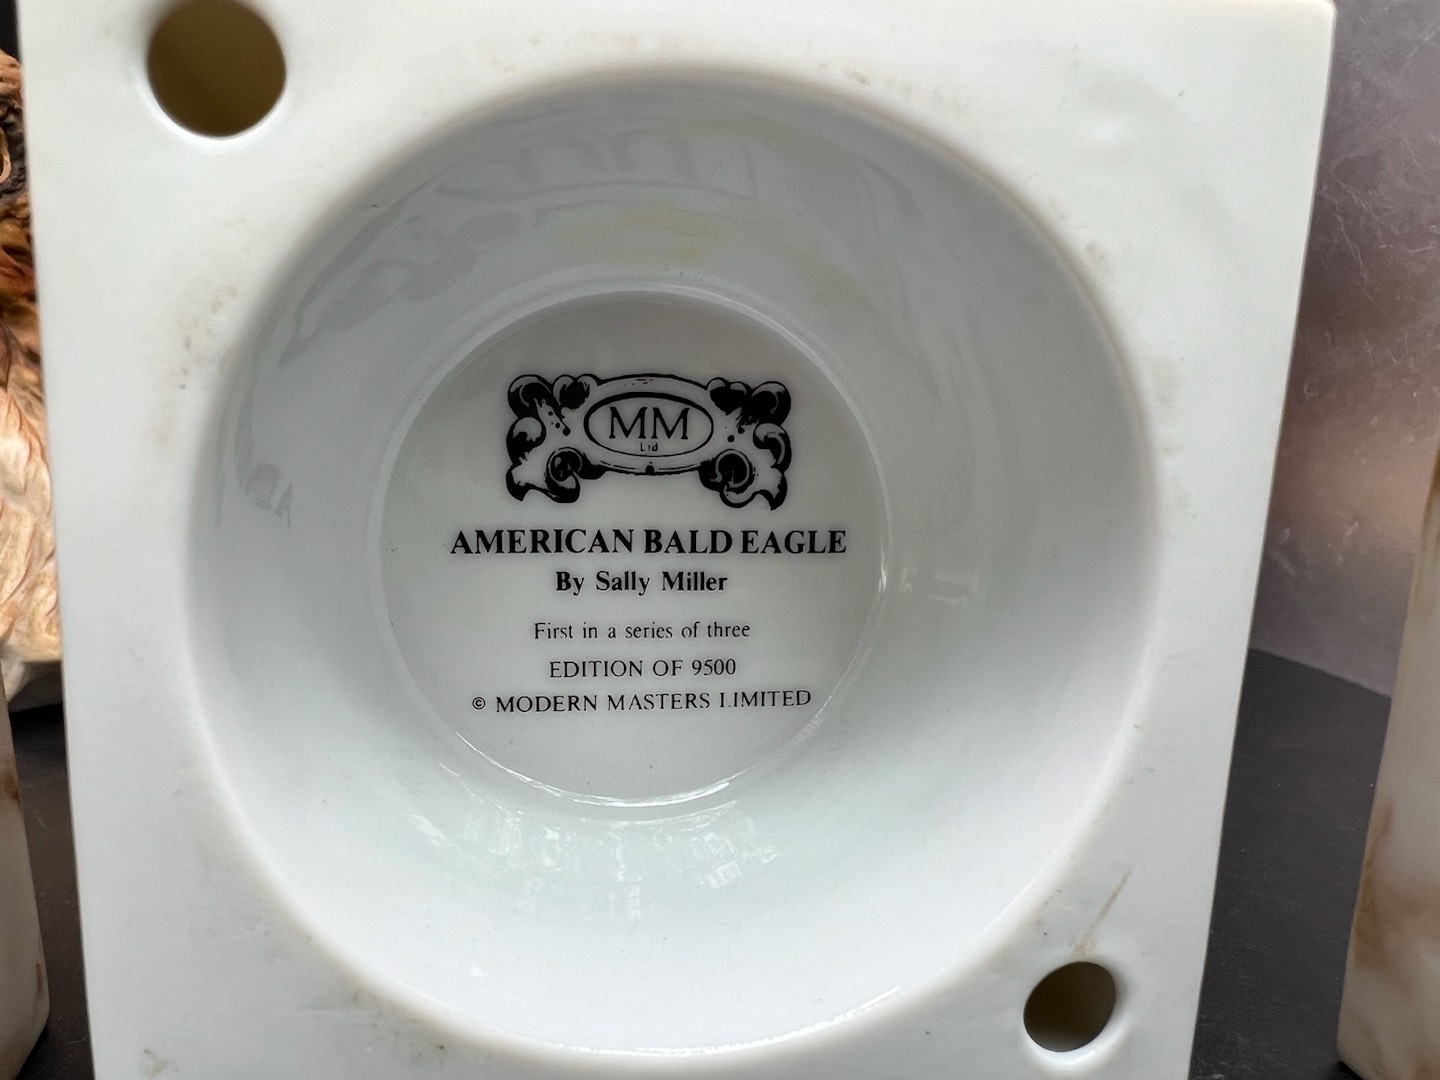 MM
Ltd
AMERICAN BALD EAGLE
By Sally Miller
First in a series of three
EDITION OF 9500
© MODERN MASTERS LIMITED